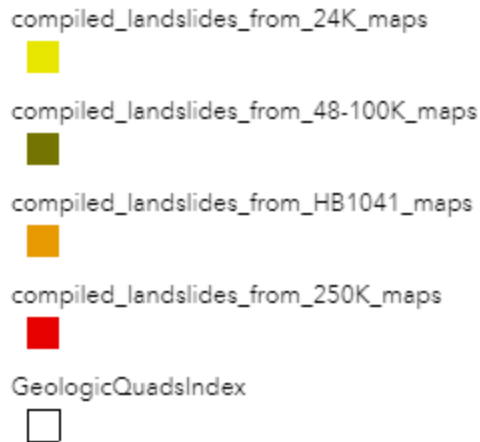 compiled_landslides_from_24K_maps
compiled_landslides_from_48-100K_maps
compiled_landslides_from_HB1041_maps
compiled_landslides_from_250K_maps
GeologicQuadsIndex